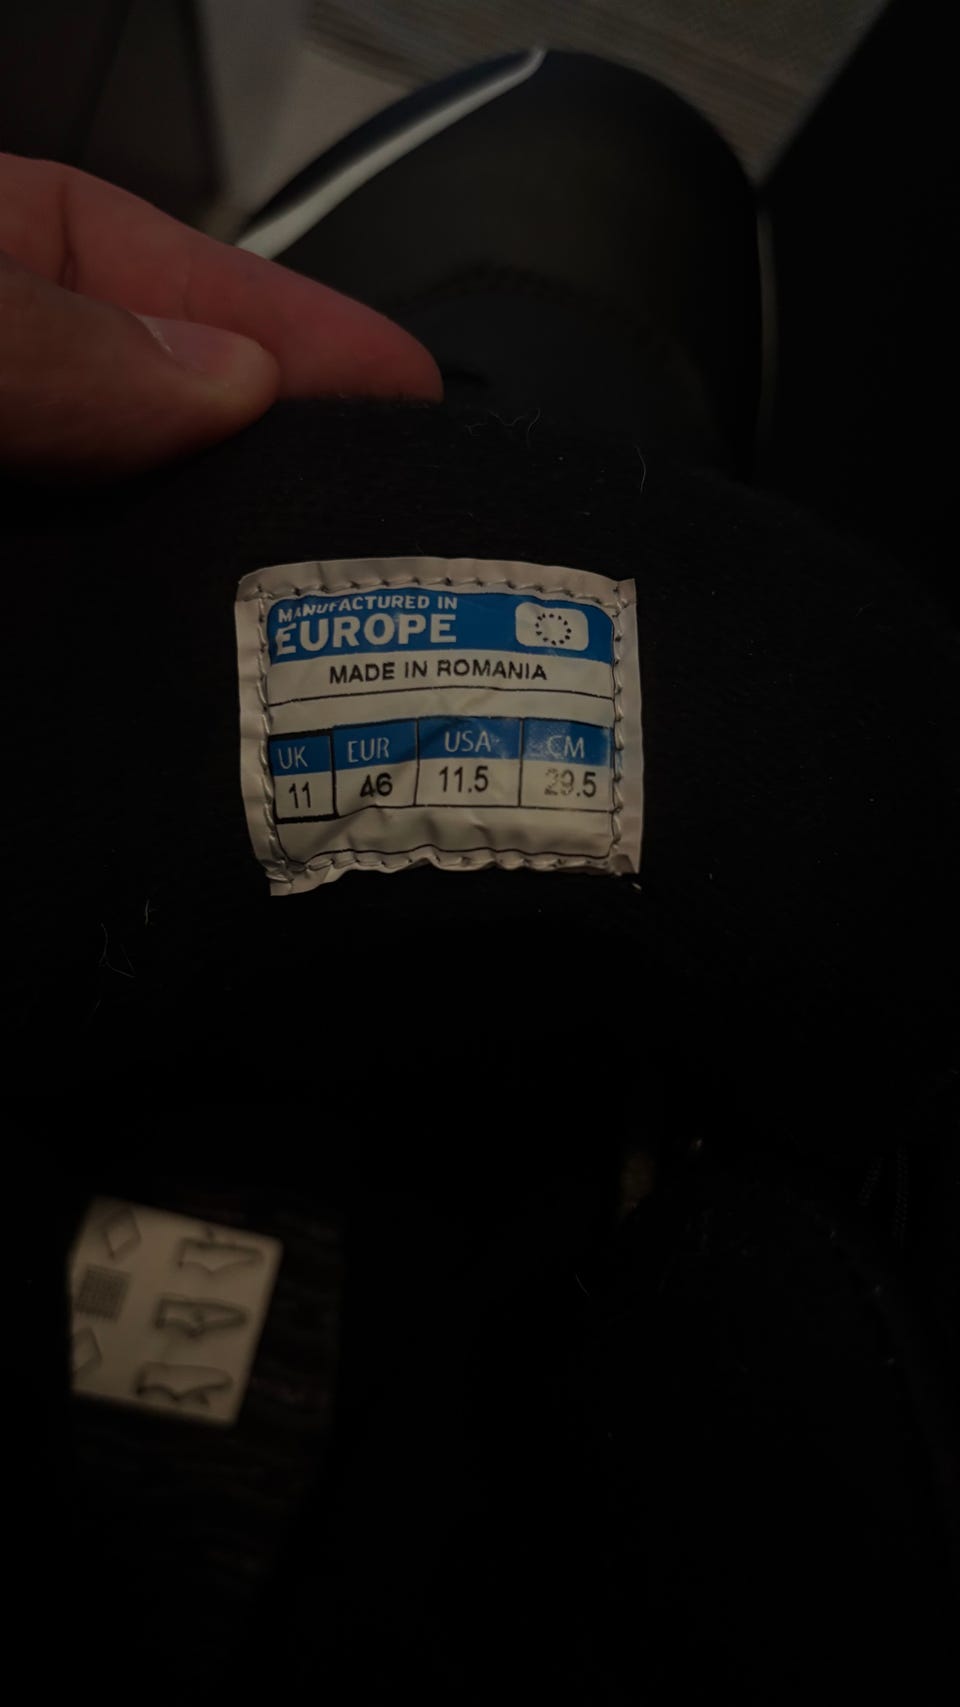 MANUFACTURED IN
EUROPE
MADE IN ROMANIA
UK EUR USA CM
11 46 11.5 29.5